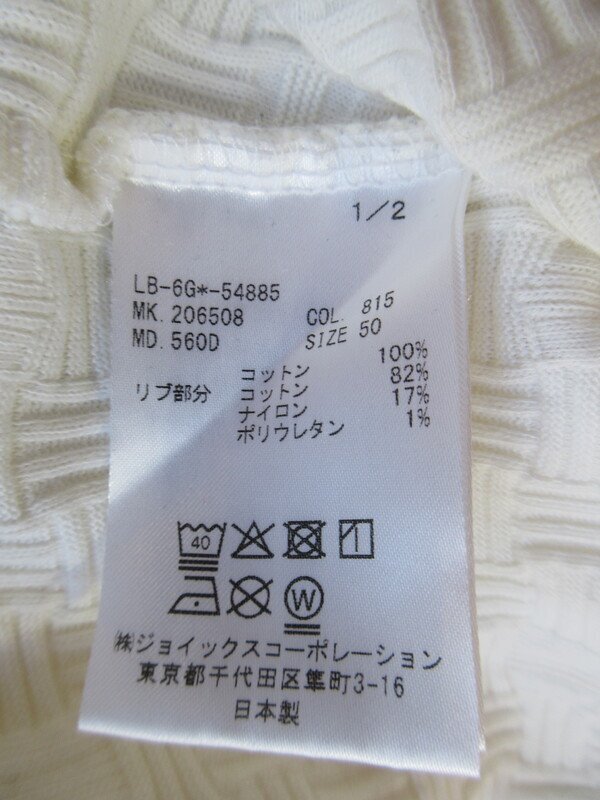 1/2
LB-6G*-54885
MK. 206508 COL. 815
MD. 560D SIZE 50
コットン 100%
リブ部分 コットン 82%
ナイロン 17%
ポリウレタン 1%
40
W
㈱ジョイックスコーポレーション
東京都千代田区隼町3-16
日本製